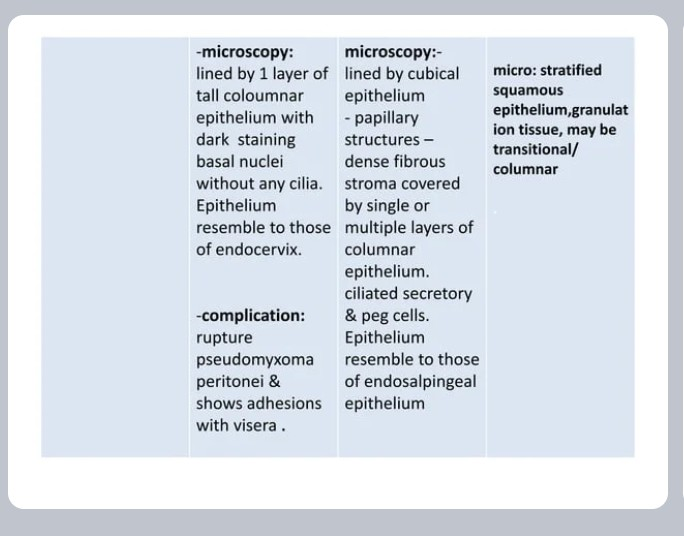 -microscopy:
lined by 1 layer of
tall coloumnar
epithelium with
dark staining
basal nuclei
without any cilia.
Epithelium
resemble to those
of endocervix.
-complication:
rupture
pseudomyxoma
peritonei &
shows adhesions
with visera .
microscopy:-
lined by cubical
epithelium
- papillary
structures –
dense fibrous
stroma covered
by single or
multiple layers of
columnar
epithelium.
ciliated secretory
& peg cells.
Epithelium
resemble to those
of endosalpingeal
epithelium
micro: stratified
squamous
epithelium,granulat
ion tissue, may be
transitional/
columnar